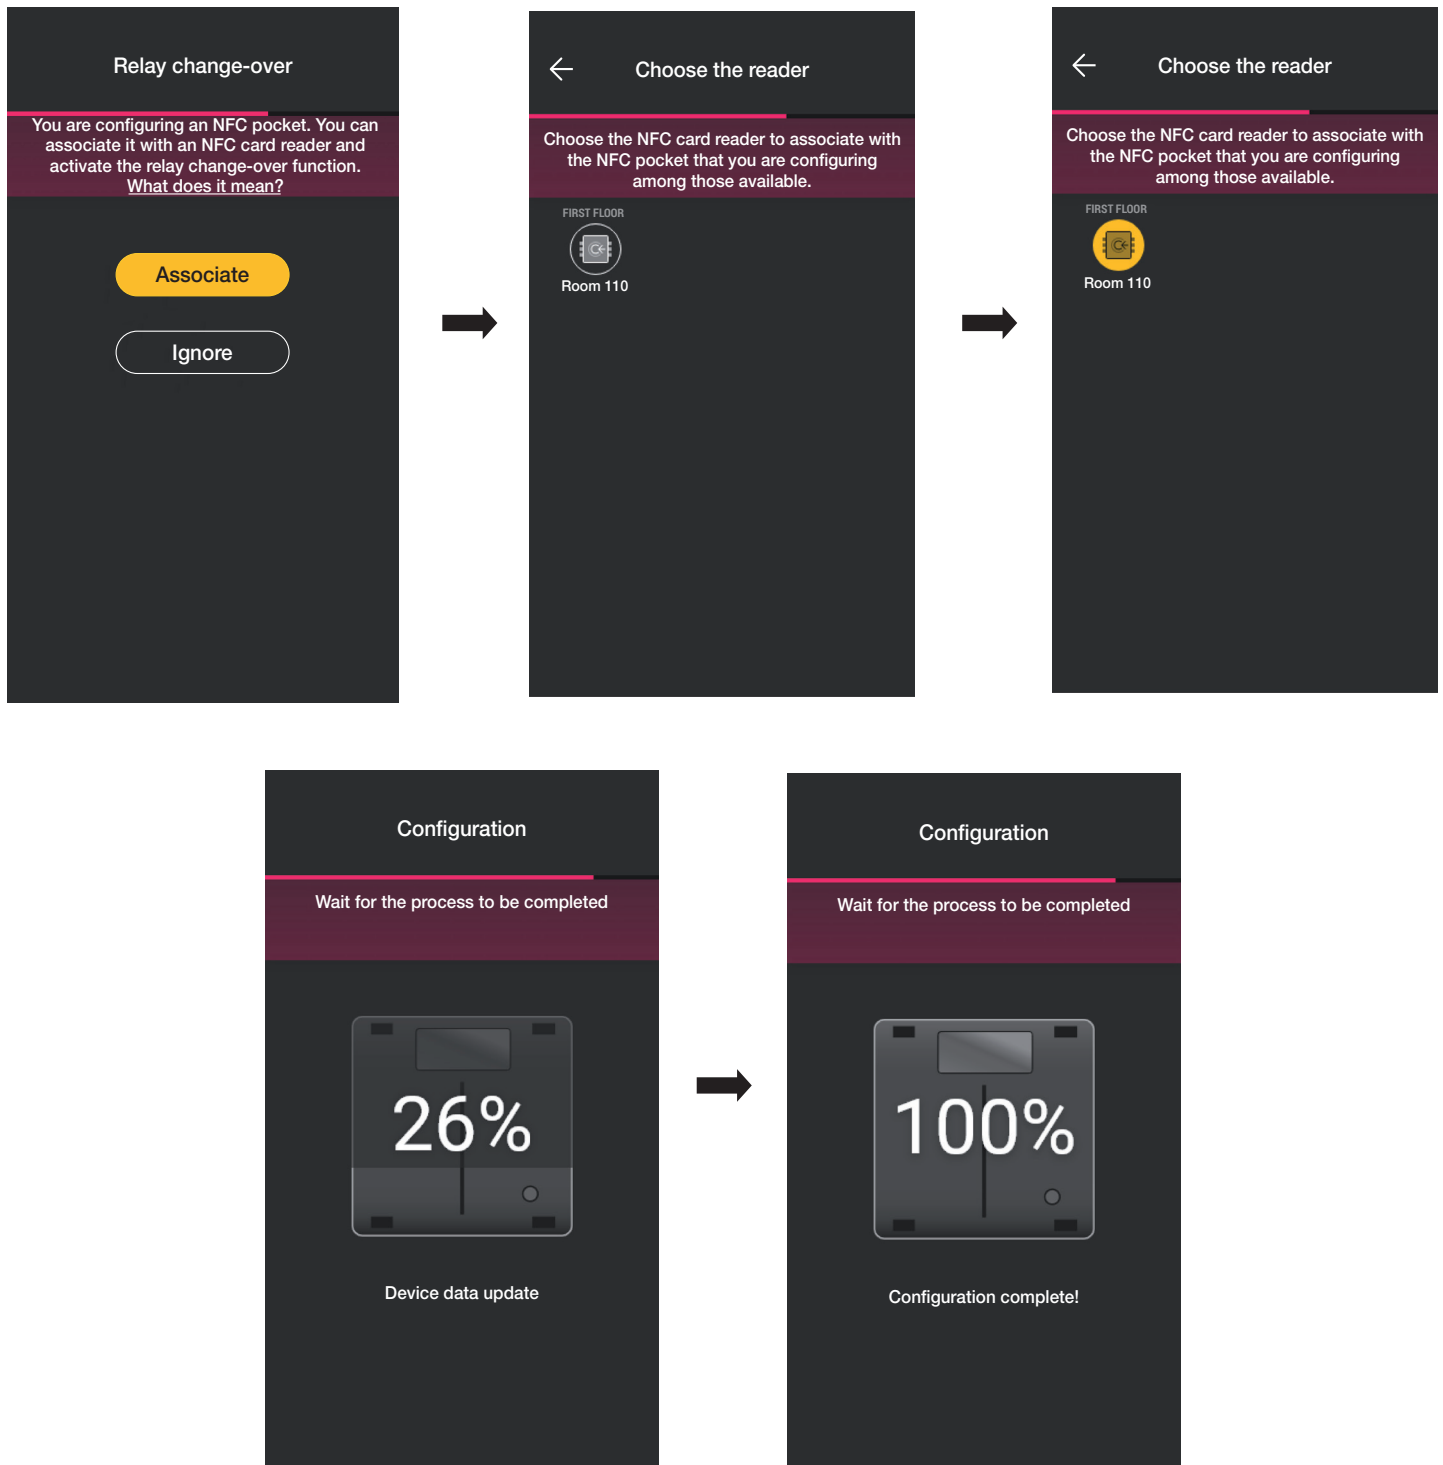 Relay change-over
You are configuring an NFC pocket. You can
associate it with an NFC card reader and
activate the relay change-over function.
What does it mean?
Associate
Ignore
Choose the reader
Choose the NFC card reader to associate with
the NFC pocket that you are configuring
among those available.
FIRST FLOOR
Room 110
Choose the reader
Choose the NFC card reader to associate with
the NFC pocket that you are configuring
among those available.
FIRST FLOOR
Room 110
Configuration
Wait for the process to be completed
26%
Device data update
Configuration
Wait for the process to be completed
100%
Configuration complete!